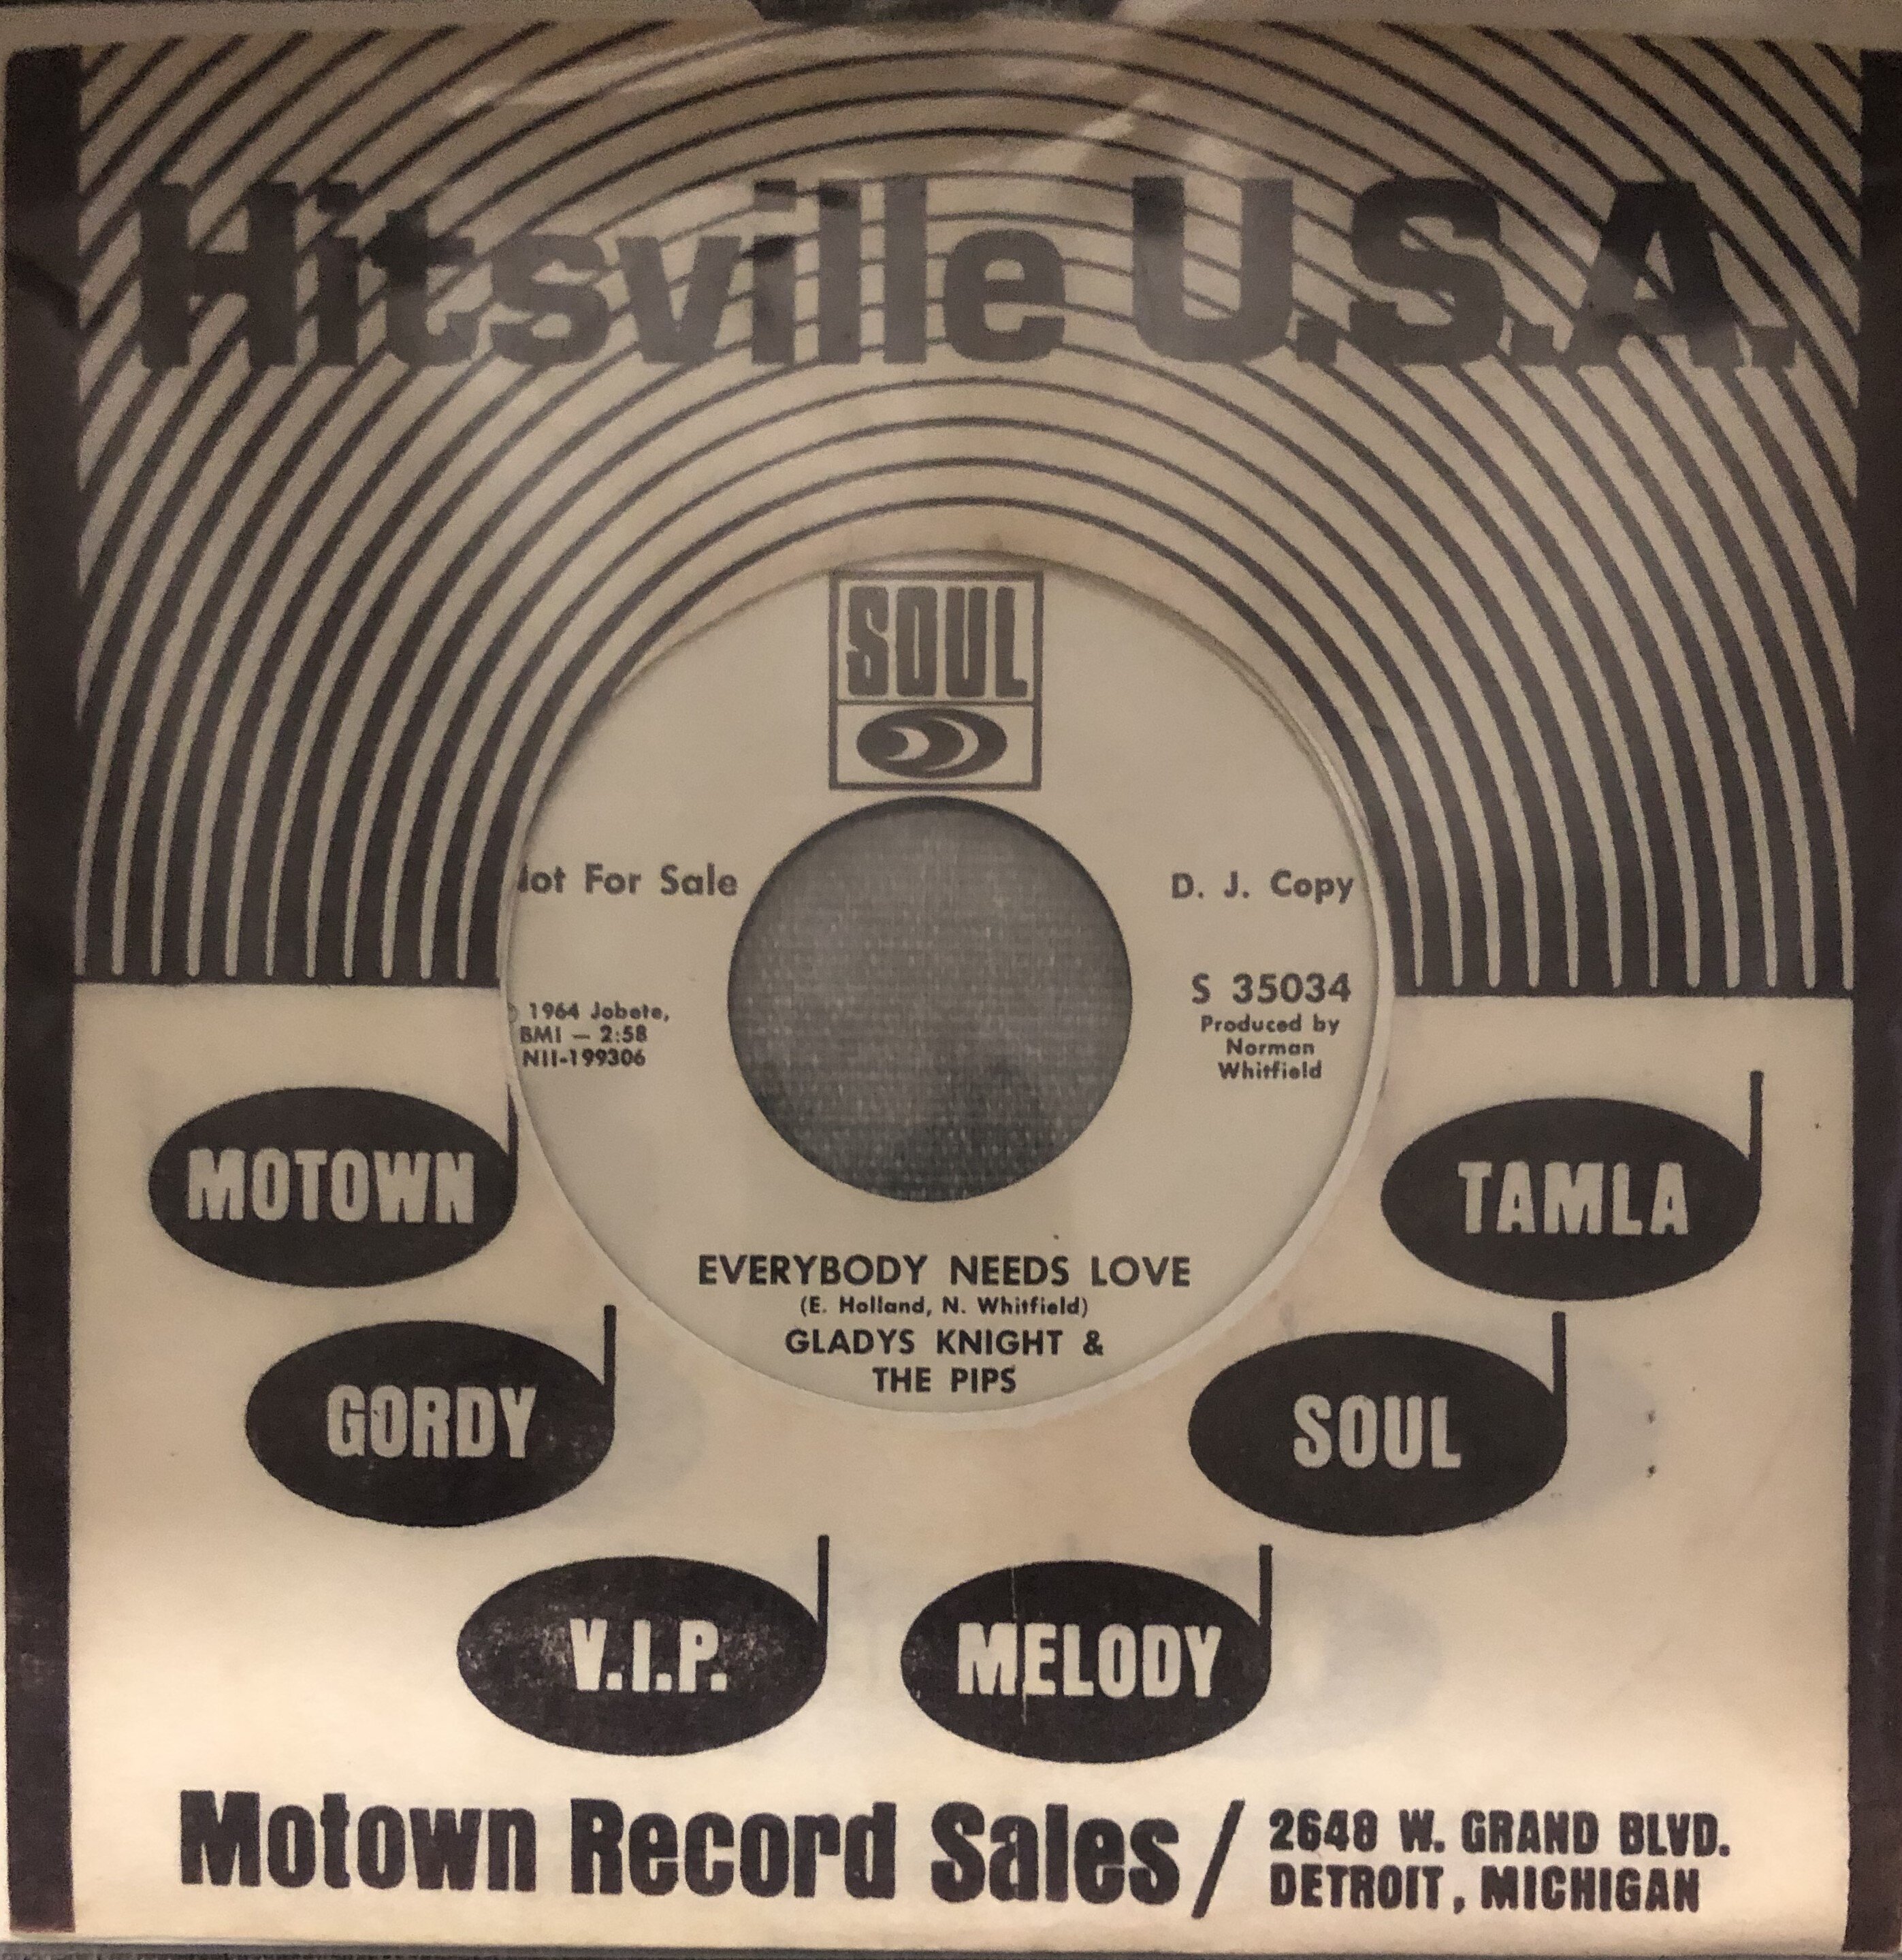 Hitsville U.S.A.
SOUL
For Sale
D. J. Copy
1964 Jobete,
BMI — 2:58
NII-199306
S 35034
Produced by
Norman
Whitfield
EVERYBODY NEEDS LOVE
(E. Holland, N. Whitfield)
GLADYS KNIGHT &
THE PIPS
MOTOWN
TAMLA
GORDY
SOUL
V.I.P.
MELODY
Motown Record Sales / 2648 W. GRAND BLVD.
DETROIT, MICHIGAN